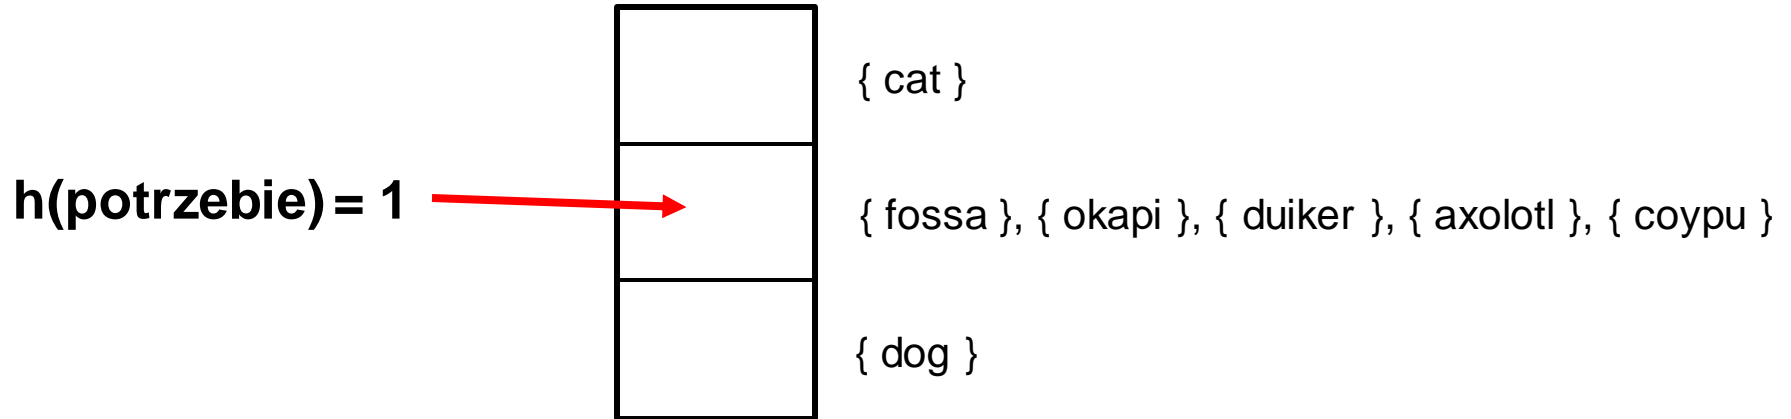 { cat }
h(potrzebie) = 1
{ fossa }, { okapi }, { duiker }, { axolotl }, { coypu }
{ dog }